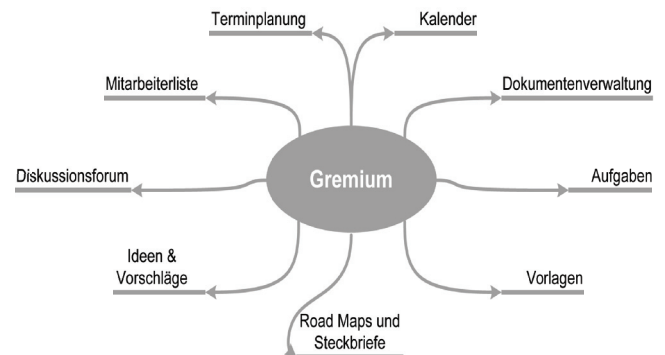 Terminplanung
Kalender
Mitarbeiterliste
Dokumentenverwaltung
Diskussionsforum
Gremium
Aufgaben
Ideen &
Vorschläge
Vorlagen
Road Maps und
Steckbriefe